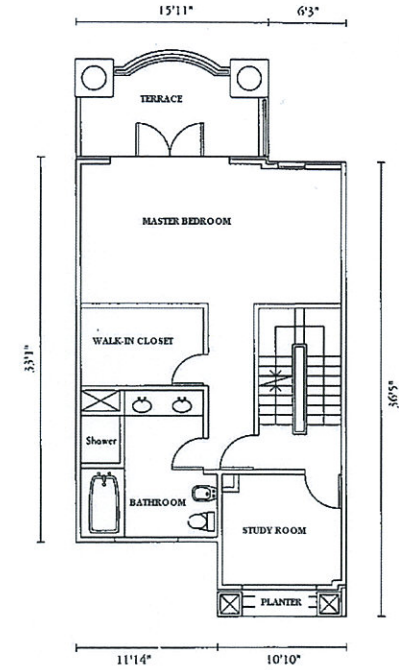 15'11"
6'3"
TERRACE
MASTER BEDROOM
WALK-IN CLOSET
33'1"
36'5"
Shower
BATHROOM
STUDY ROOM
PLANTER
11'14"
10'10"